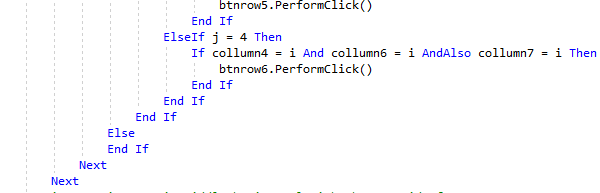 btnrow5.PerformClick()
End If
ElseIf j = 4 Then
If collumn4 = i And collumn6 = i AndAlso collumn7 = i Then
btnrow6.PerformClick()
End If
End If
End If
Else
End If
Next
Next